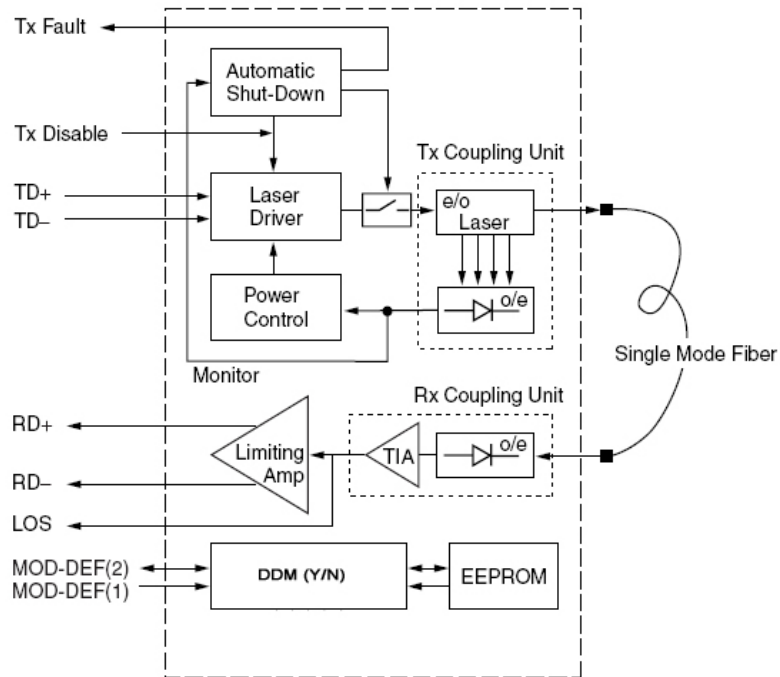 Tx Fault
Automatic
Shut-Down
Tx Disable
Tx Coupling Unit
TD+
TD–
Laser
Driver
e/o
Laser
Power
Control
o/e
Single Mode Fiber
Monitor
Rx Coupling Unit
RD+
RD–
Limiting
Amp
TIA
o/e
LOS
MOD-DEF(2)
MOD-DEF(1)
DDM (Y/N)
EEPROM